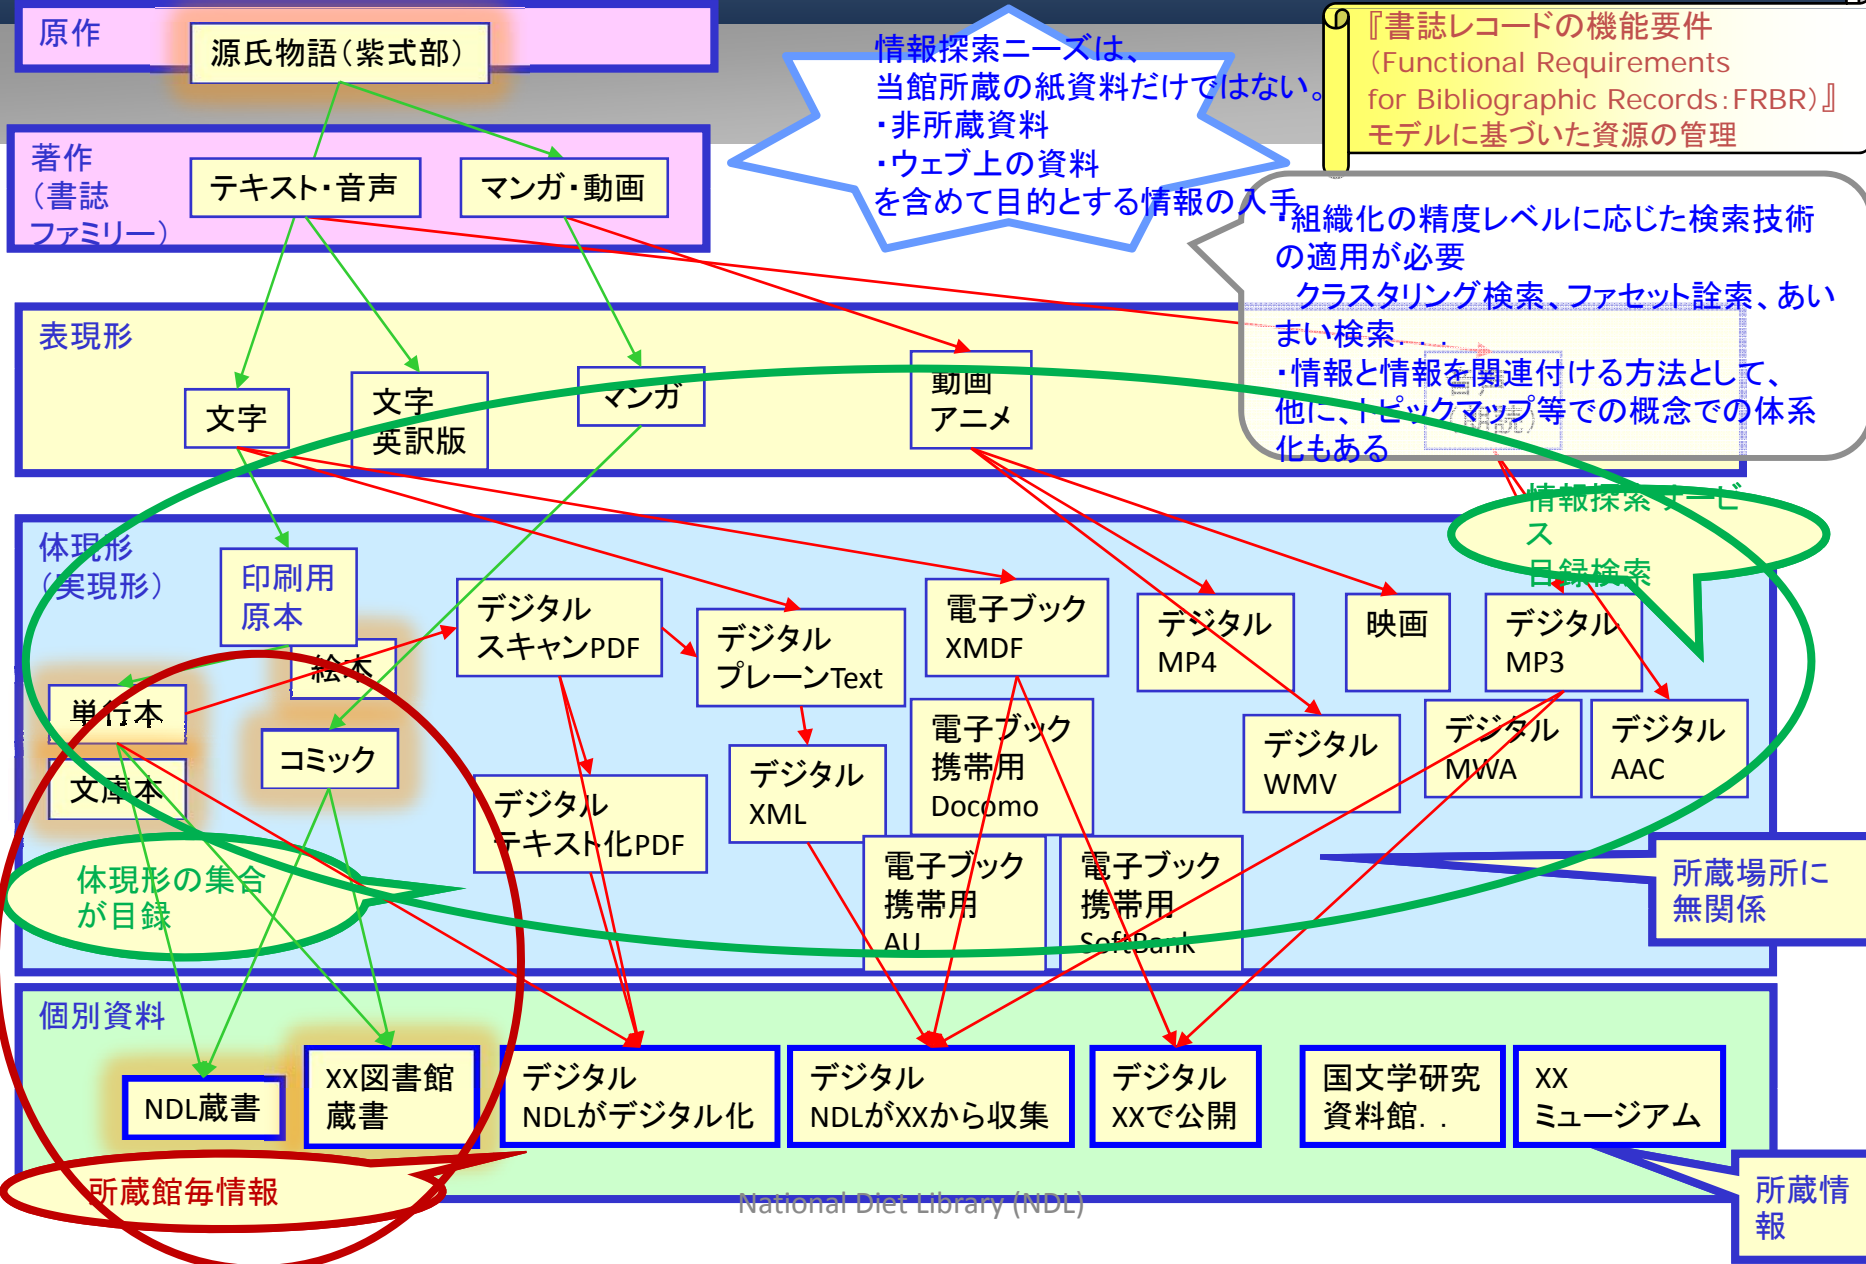 原作
源氏物語（紫式部）
情報探索ニーズは、
当館所蔵の紙資料だけではない。
・非所蔵資料
・ウェブ上の資料
を含めて目的とする情報の入手
『書誌レコードの機能要件
（Functional Requirements
for Bibliographic Records:FRBR）』
モデルに基づいた資源の管理
著作
（書誌
ファミリー）
テキスト・音声
マンガ・動画
・組織化の精度レベルに応じた検索技術
の適用が必要
クラスタリング検索、ファセット詮索、あい
まい検索．．．
・情報と情報を関連付ける方法として、
他に、トピックマップ等での概念での体系
化もある
表現形
文字
文字
英訳版
マンガ
動画
アニメ
情報探索サービ
ス
目録検索
体現形
（実現形）
印刷用
原本
絵本
単行本
文庫本
コミック
デジタル
スキャンPDF
デジタル
プレーンText
電子ブック
XMDF
デジタル
MP4
映画
デジタル
MP3
デジタル
テキスト化PDF
デジタル
XML
電子ブック
携帯用
Docomo
デジタル
WMV
デジタル
MWA
デジタル
AAC
電子ブック
携帯用
AU
電子ブック
携帯用
SoftBank
体現形の集合
が目録
所蔵場所に
無関係
個別資料
NDL蔵書
XX図書館
蔵書
デジタル
NDLがデジタル化
デジタル
NDLがXXから収集
デジタル
XXで公開
国文学研究
資料館．．
XX
ミュージアム
所蔵館毎情報
所蔵情
報
National Diet Library (NDL)